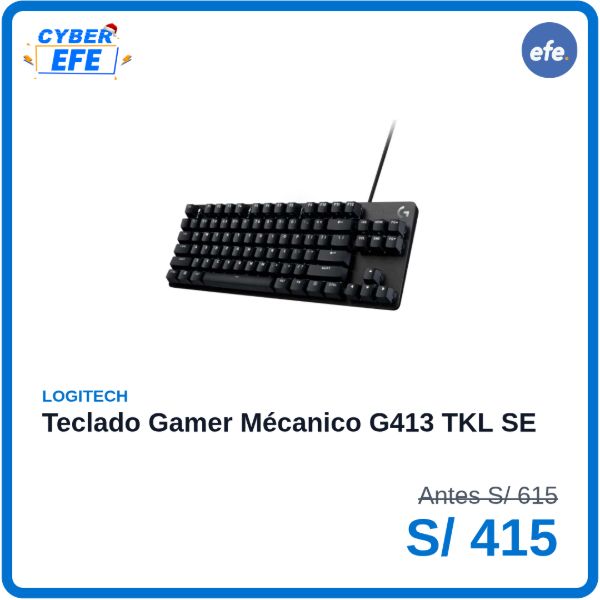 CYBER
EFE
efe.
LOGITECH
Teclado Gamer Mécanico G413 TKL SE
Antes S/ 615
S/ 415